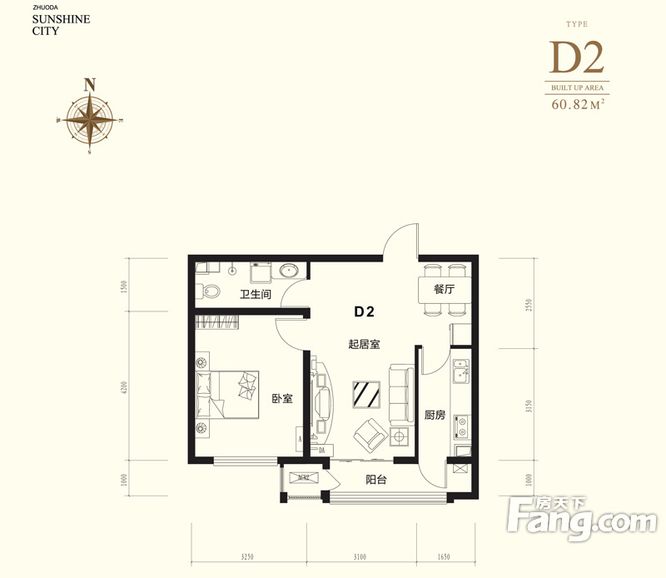 ZHUODA
SUNSHINE
CITY
TYPE
D2
BUILT UP AREA
60.82M²
N
S
卫生间
餐厅
D2
起居室
卧室
厨房
阳台
1500
4200
1000
2550
3150
1000
3250
3100
1650
房天下
Fang.com